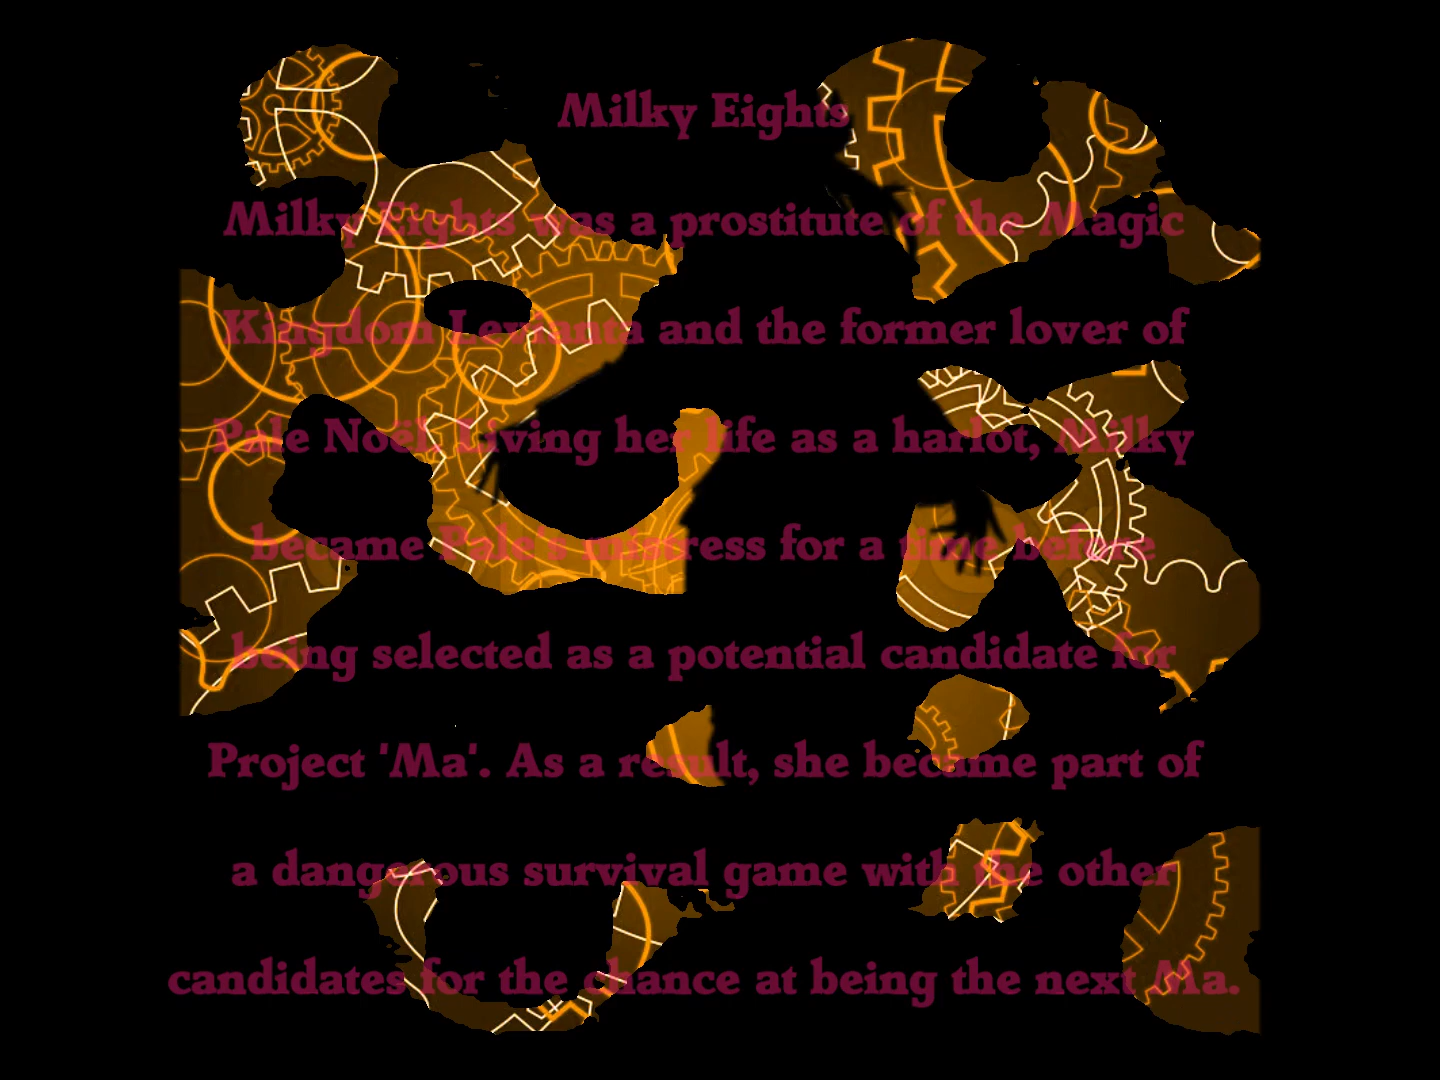 Milky Eights
Milky Eights was a prostitute of the Magic
Kingdom Levianta and the former lover of
Pale Noël. Living her life as a harlot, Milky
became Pale's mistress for a time before
being selected as a potential candidate for
Project 'Ma'. As a result, she became part of
a dangerous survival game with the other
candidates for the chance at being the next Ma.